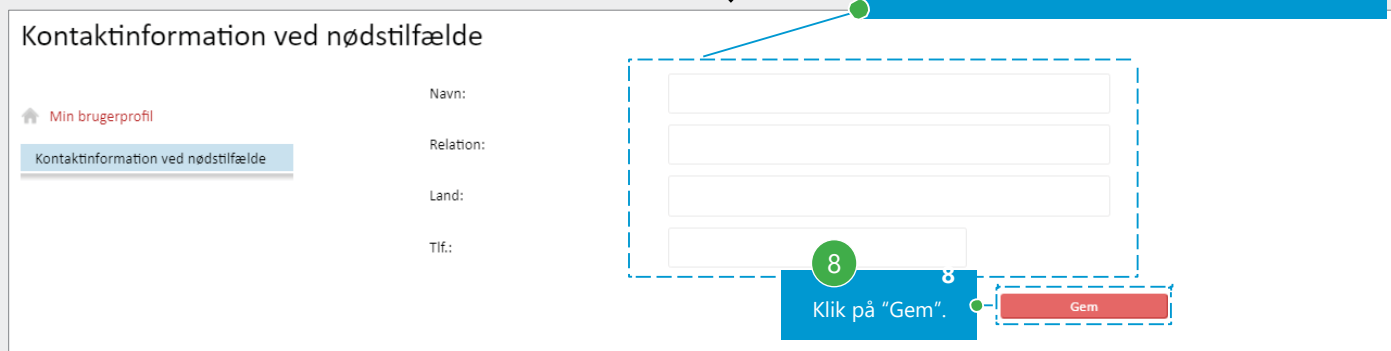 Kontaktinformation ved nødstilfælde
Min brugerprofil
Kontaktinformation ved nødstilfælde
Navn:
Relation:
Land:
Tlf.:
8
8
Klik på “Gem”.
Gem